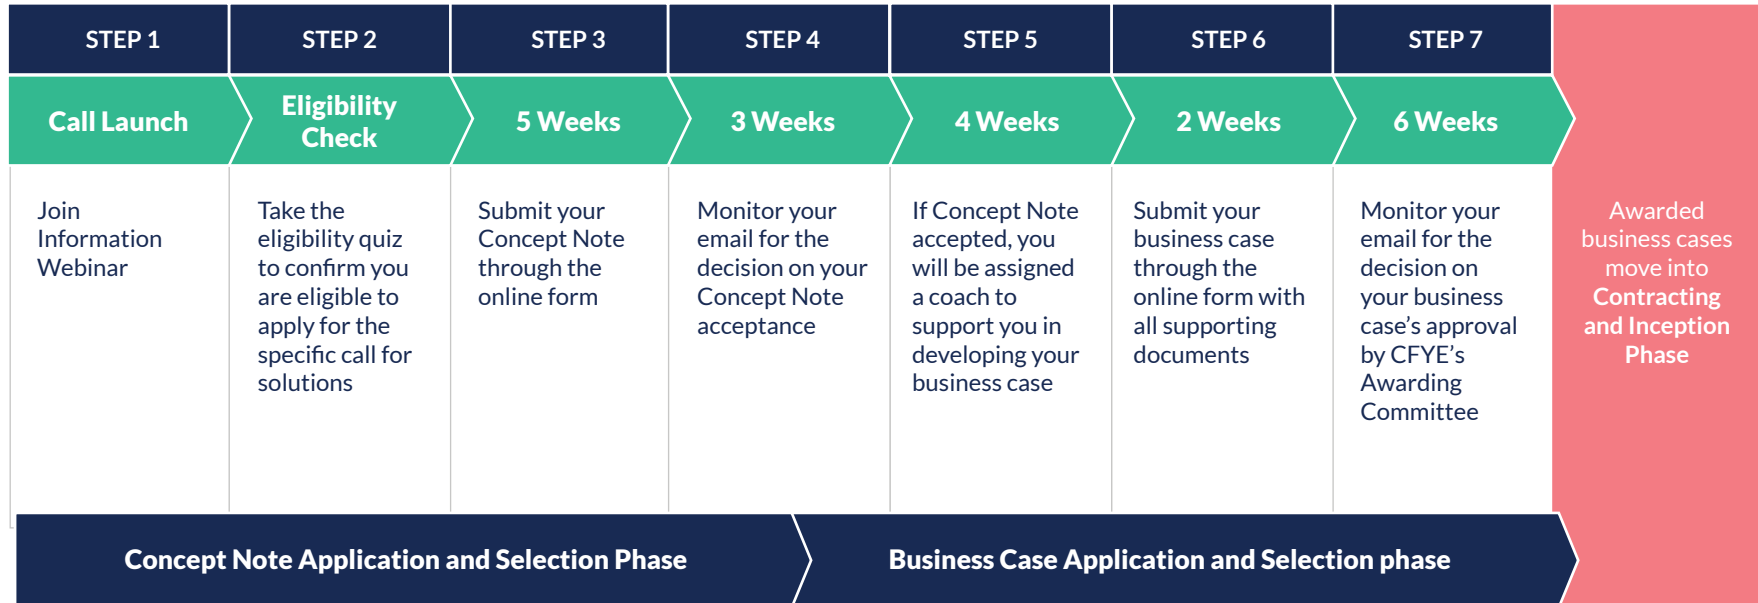 STEP 1
STEP 2
STEP 3
STEP 4
STEP 5
STEP 6
STEP 7
Call Launch
Eligibility
Check
5 Weeks
3 Weeks
4 Weeks
2 Weeks
6 Weeks
Join
Information
Webinar
Take the
eligibility quiz
to confirm you
are eligible to
apply for the
specific call for
solutions
Submit your
Concept Note
through the
online form
Monitor your
email for the
decision on your
Concept Note
acceptance
If Concept Note
accepted, you
will be assigned
a coach to
support you in
developing your
business case
Submit your
business case
through the
online form with
all supporting
documents
Monitor your
email for the
decision on
your business
case’s approval
by CFYE’s
Awarding
Committee
Awarded
business cases
move into
Contracting
and Inception
Phase
Concept Note Application and Selection Phase
Business Case Application and Selection phase